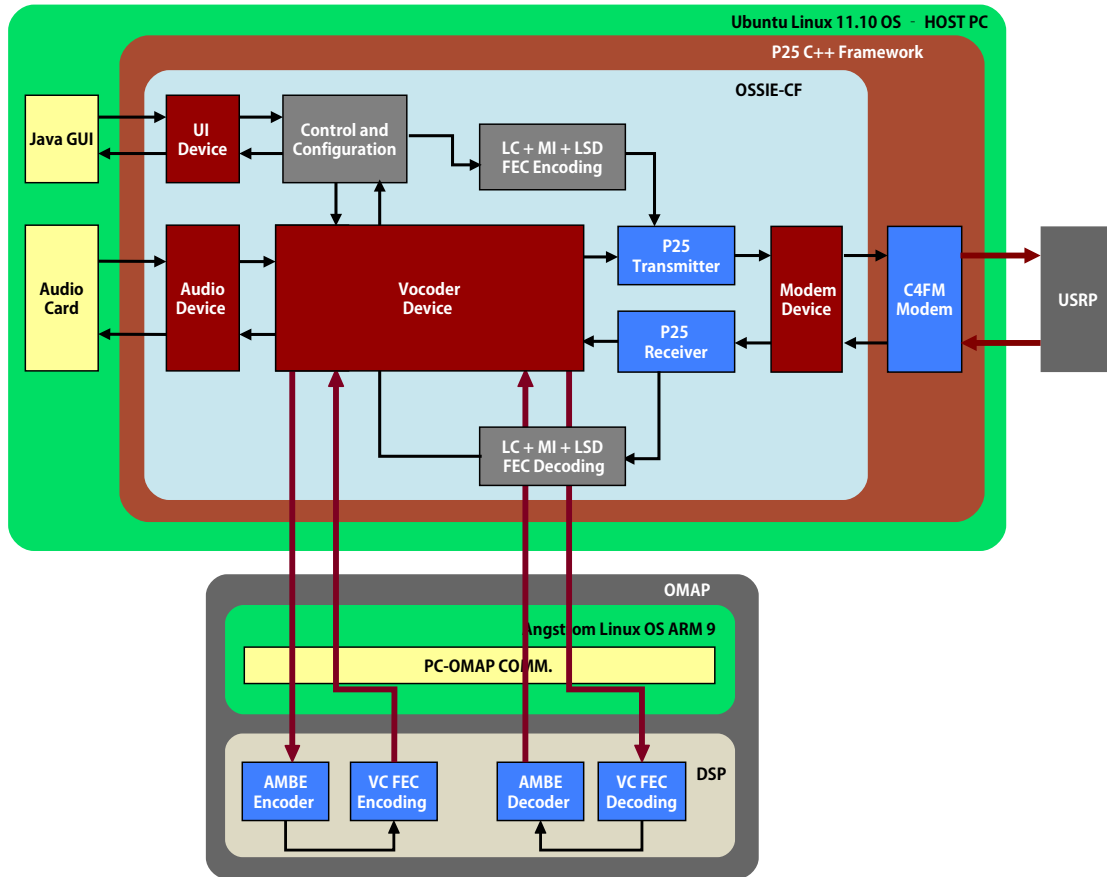 Ubuntu Linux 11.10 OS - HOST PC
P25 C++ Framework
OSSIE-CF
Java GUI
UI
Device
Control and
Configuration
LC + MI + LSD
FEC Encoding
Audio
Card
Audio
Device
Vocoder
Device
P25
Transmitter
P25
Receiver
Modem
Device
C4FM
Modem
USRP
LC + MI + LSD
FEC Decoding
OMAP
Angstrom Linux OS ARM 9
PC-OMAP COMM.
DSP
AMBE
Encoder
VC FEC
Encoding
AMBE
Decoder
VC FEC
Decoding